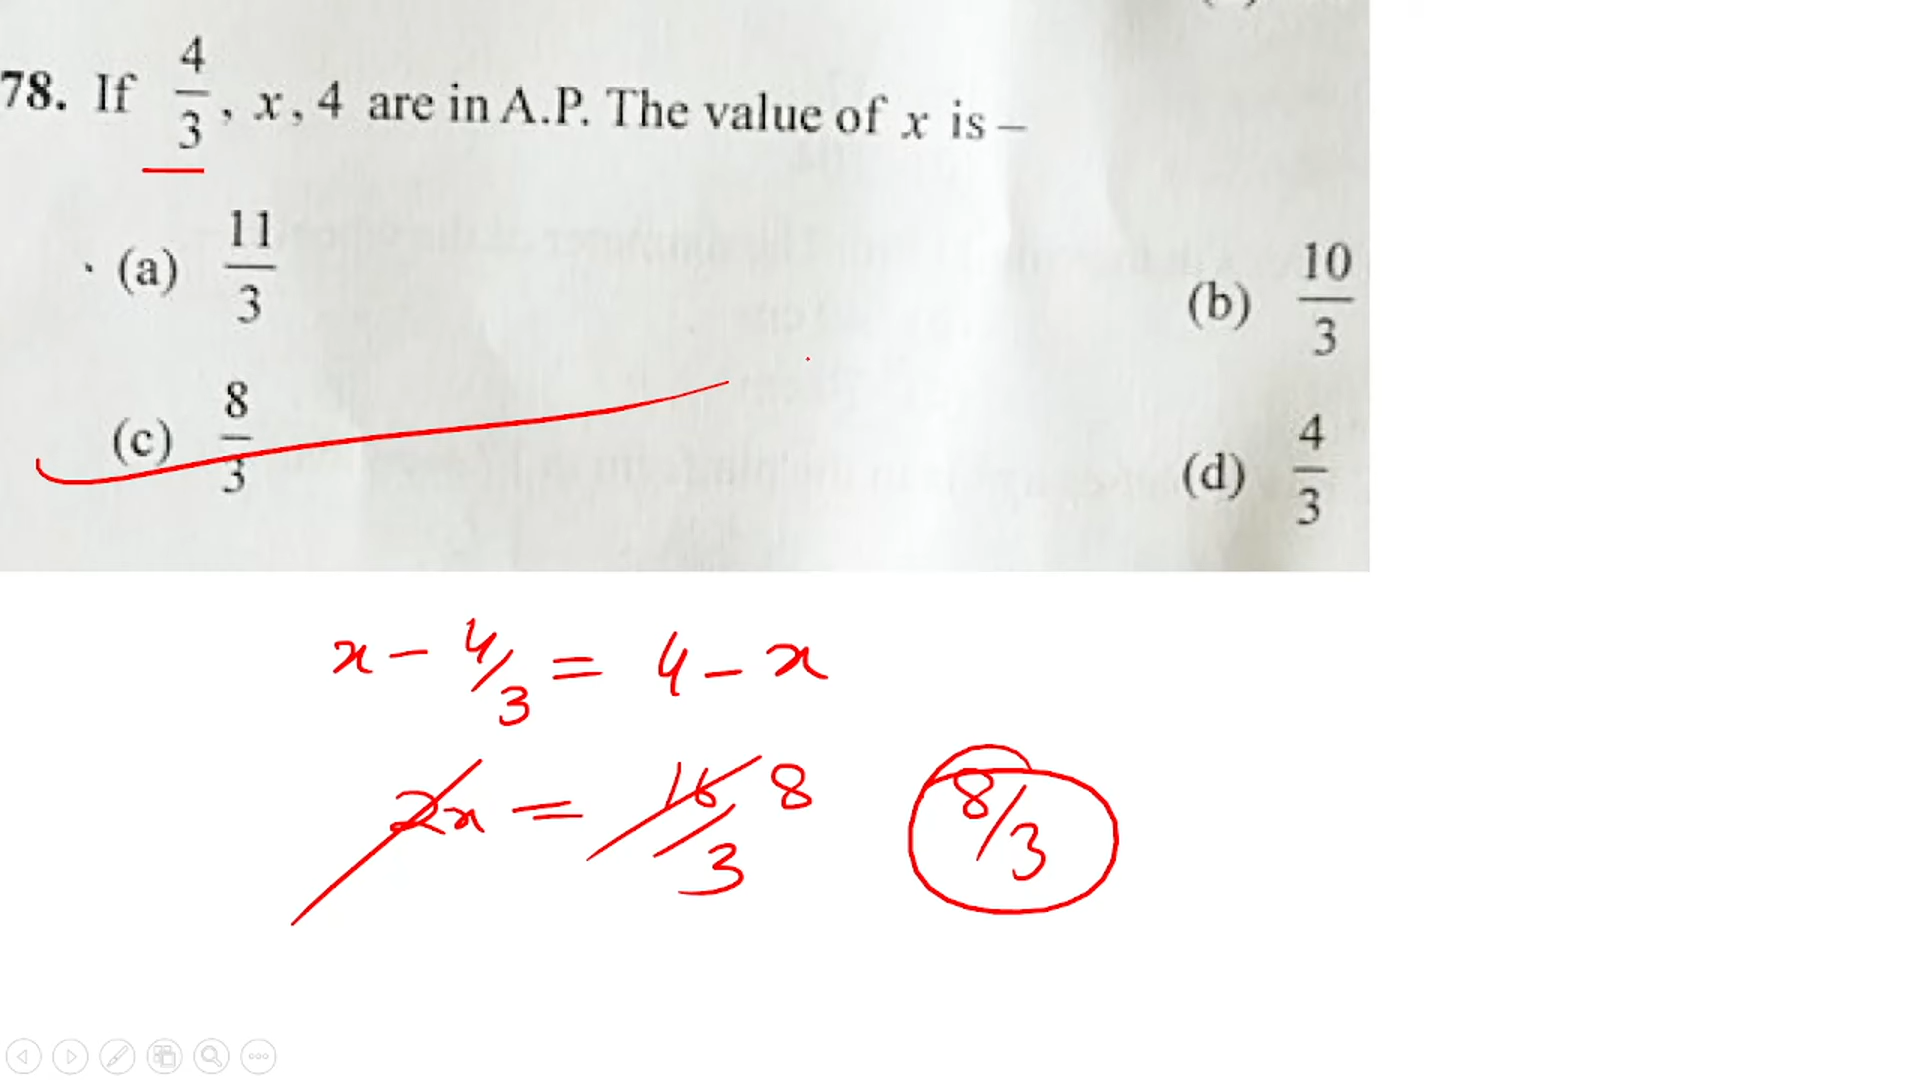 78. If 4/3, x, 4 are in A.P. The value of x is –
(a) 11/3
(b) 10/3
(c) 8/3
(d) 4/3
x - 4/3 = 4 - x
2x = 16/3 8
8/3